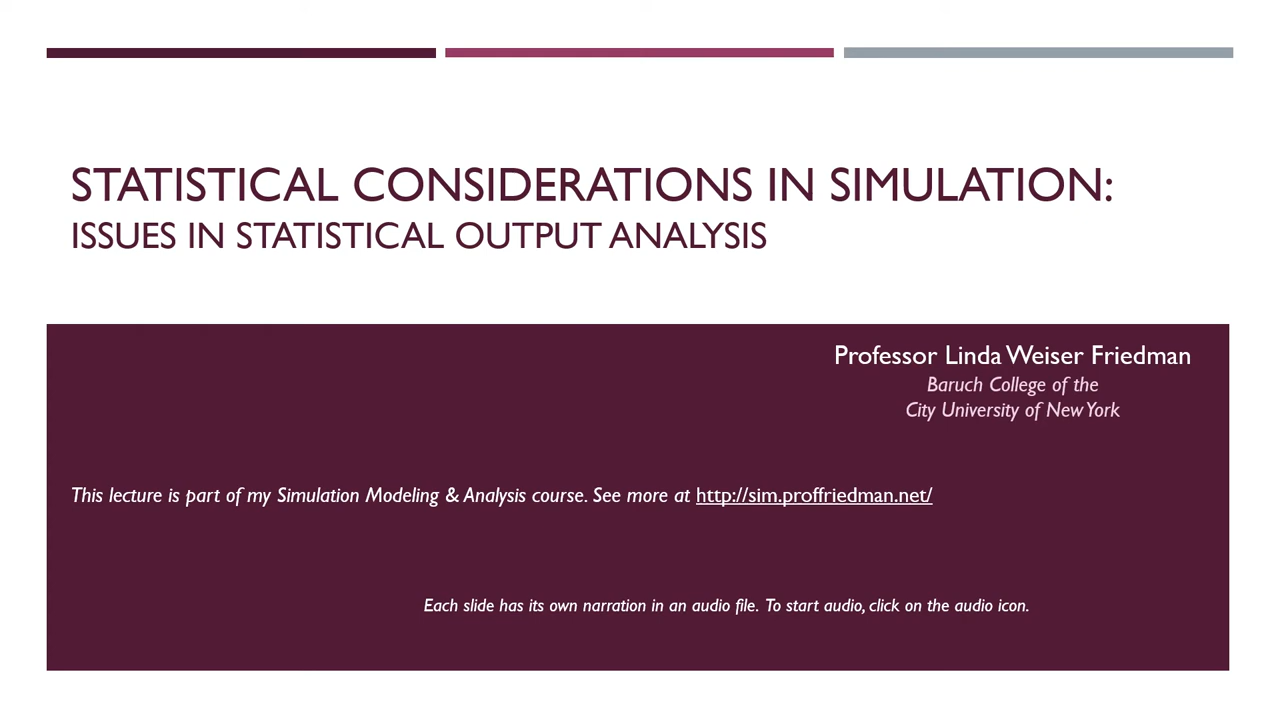 STATISTICAL CONSIDERATIONS IN SIMULATION:
ISSUES IN STATISTICAL OUTPUT ANALYSIS
Professor Linda Weiser Friedman
Baruch College of the
City University of New York
This lecture is part of my Simulation Modeling & Analysis course. See more at http://sim.proffriedman.net/
Each slide has its own narration in an audio file. To start audio, click on the audio icon.